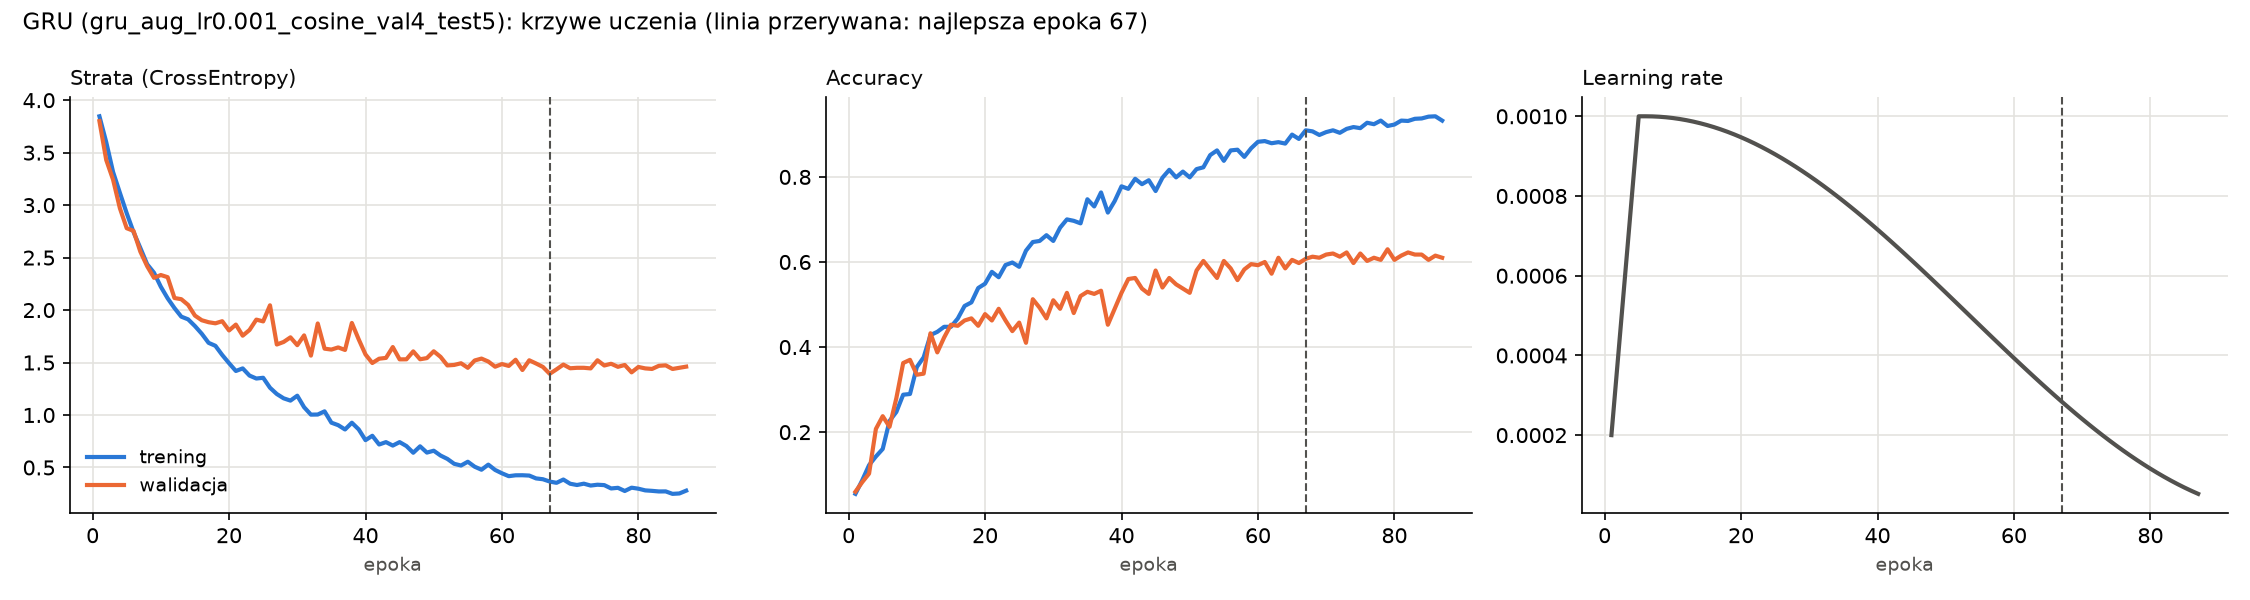 GRU (gru_aug_lr0.001_cosine_val4_test5): krzywe uczenia (linia przerywana: najlepsza epoka 67)
Strata (CrossEntropy)
4.0
3.5
3.0
2.5
2.0
1.5
1.0
0.5
trening
walidacja
0 20 40 60 80
epoka
Accuracy
0.8
0.6
0.4
0.2
0 20 40 60 80
epoka
Learning rate
0.0010
0.0008
0.0006
0.0004
0.0002
0 20 40 60 80
epoka